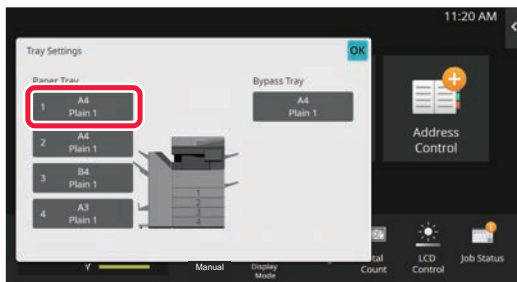 11:20 AM
Tray Settings
OK
Paper Tray
Bypass Tray
1 A4
Plain 1
A4
Plain 1
2 A4
Plain 1
3 B4
Plain 1
4 A3
Plain 1
1
2
3
4
Address
Control
Y
Manual
Display
Mode
tal
Count
LCD
Control
Job Status